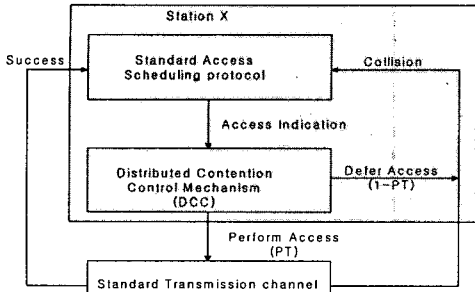 Station X
Success
Standard Access
Scheduling protocol
Collision
Access Indication
Distributed Contention
Control Mechanism
(DCC)
Defer Access
(1-PT)
Perform Access
(PT)
Standard Transmission channel